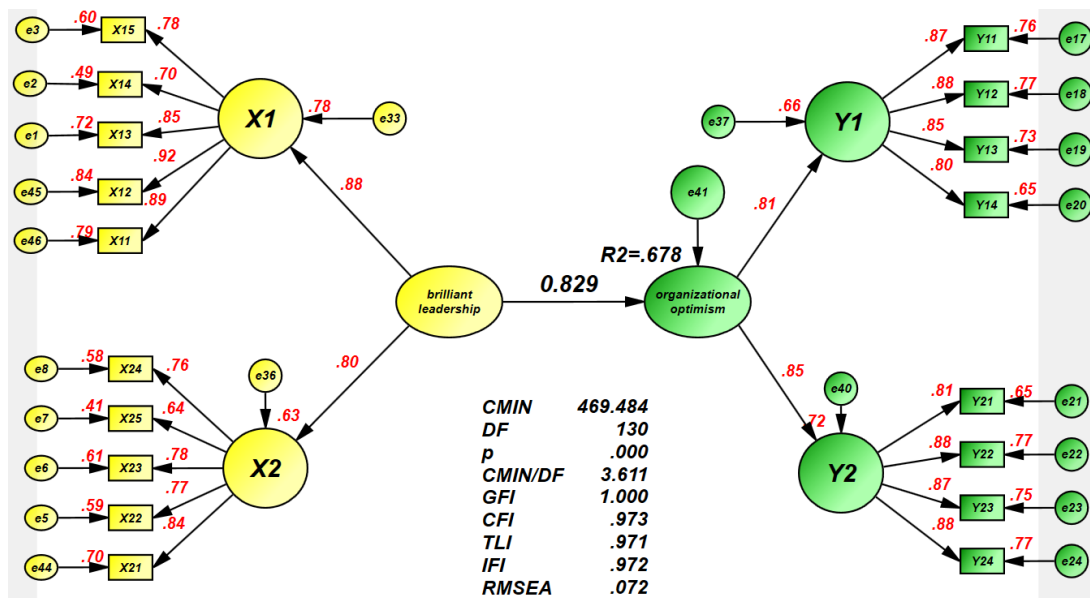 e3 .60 X15 .78
e2 .49 X14 .70
e1 .72 X13 .85
e45 .84 X12 .92
e46 .79 X11 .89
X1 .78 e33
.88
brilliant
leadership
.80
e8 .58 X24 .76
e7 .41 X25 .64
e6 .61 X23 .78
e5 .59 X22 .77
e44 .70 X21 .84
e36
.63
X2
0.829
R2=.678
e41
organizational
optimism
.81
e37 .66 Y1
.87 Y11 .76 e17
.88 Y12 .77 e18
.85 Y13 .73 e19
.80 Y14 .65 e20
.85
e40
.72
Y2
.81 Y21 .65 e21
.88 Y22 .77 e22
.87 Y23 .75 e23
.88 Y24 .77 e24
CMIN 469.484
DF 130
p .000
CMIN/DF 3.611
GFI 1.000
CFI .973
TLI .971
IFI .972
RMSEA .072